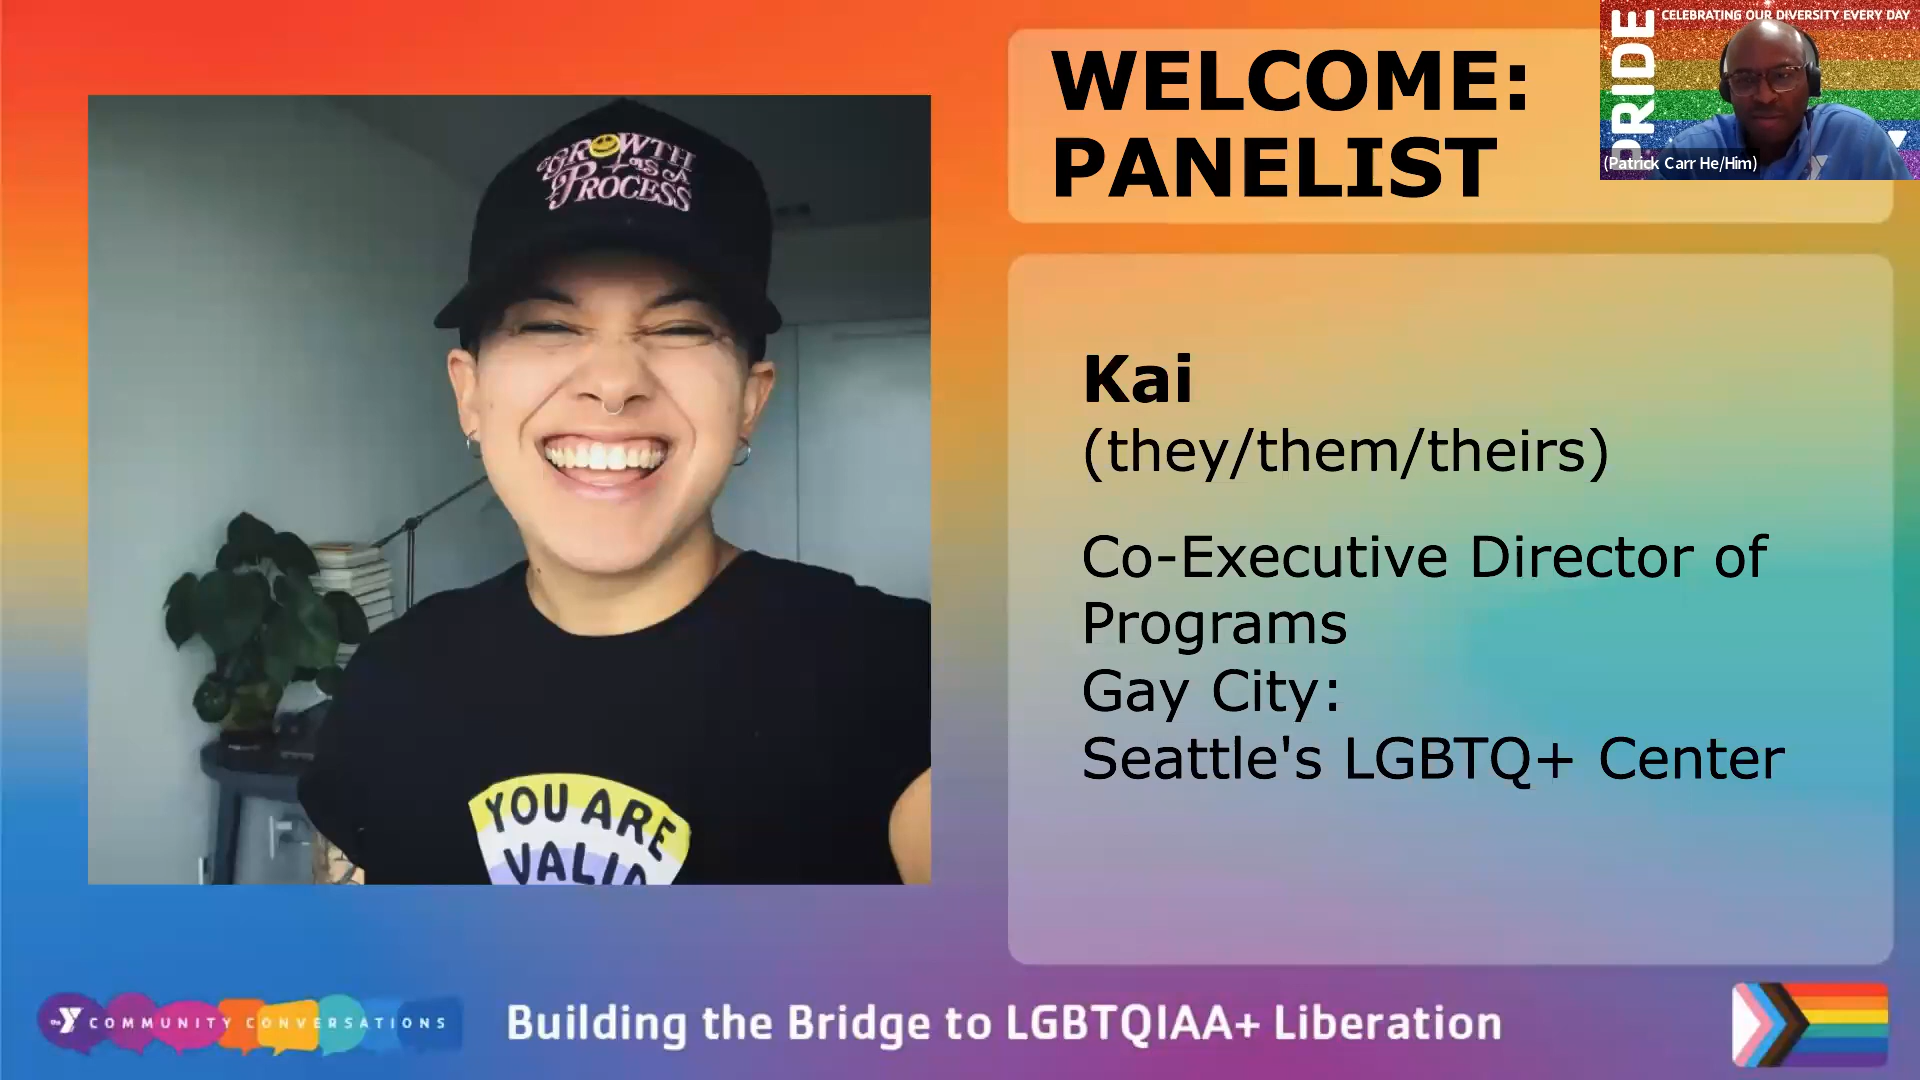 WELCOME:
PANELIST
PRIDE
CELEBRATING OUR DIVERSITY EVERY DAY
(Patrick Carr He/Him)
GROWTH
IS A
PROCESS
YOU ARE
VALID
Kai
(they/them/theirs)
Co-Executive Director of
Programs
Gay City:
Seattle's LGBTQ+ Center
the Y COMMUNITY CONVERSATIONS
Building the Bridge to LGBTQIAA+ Liberation